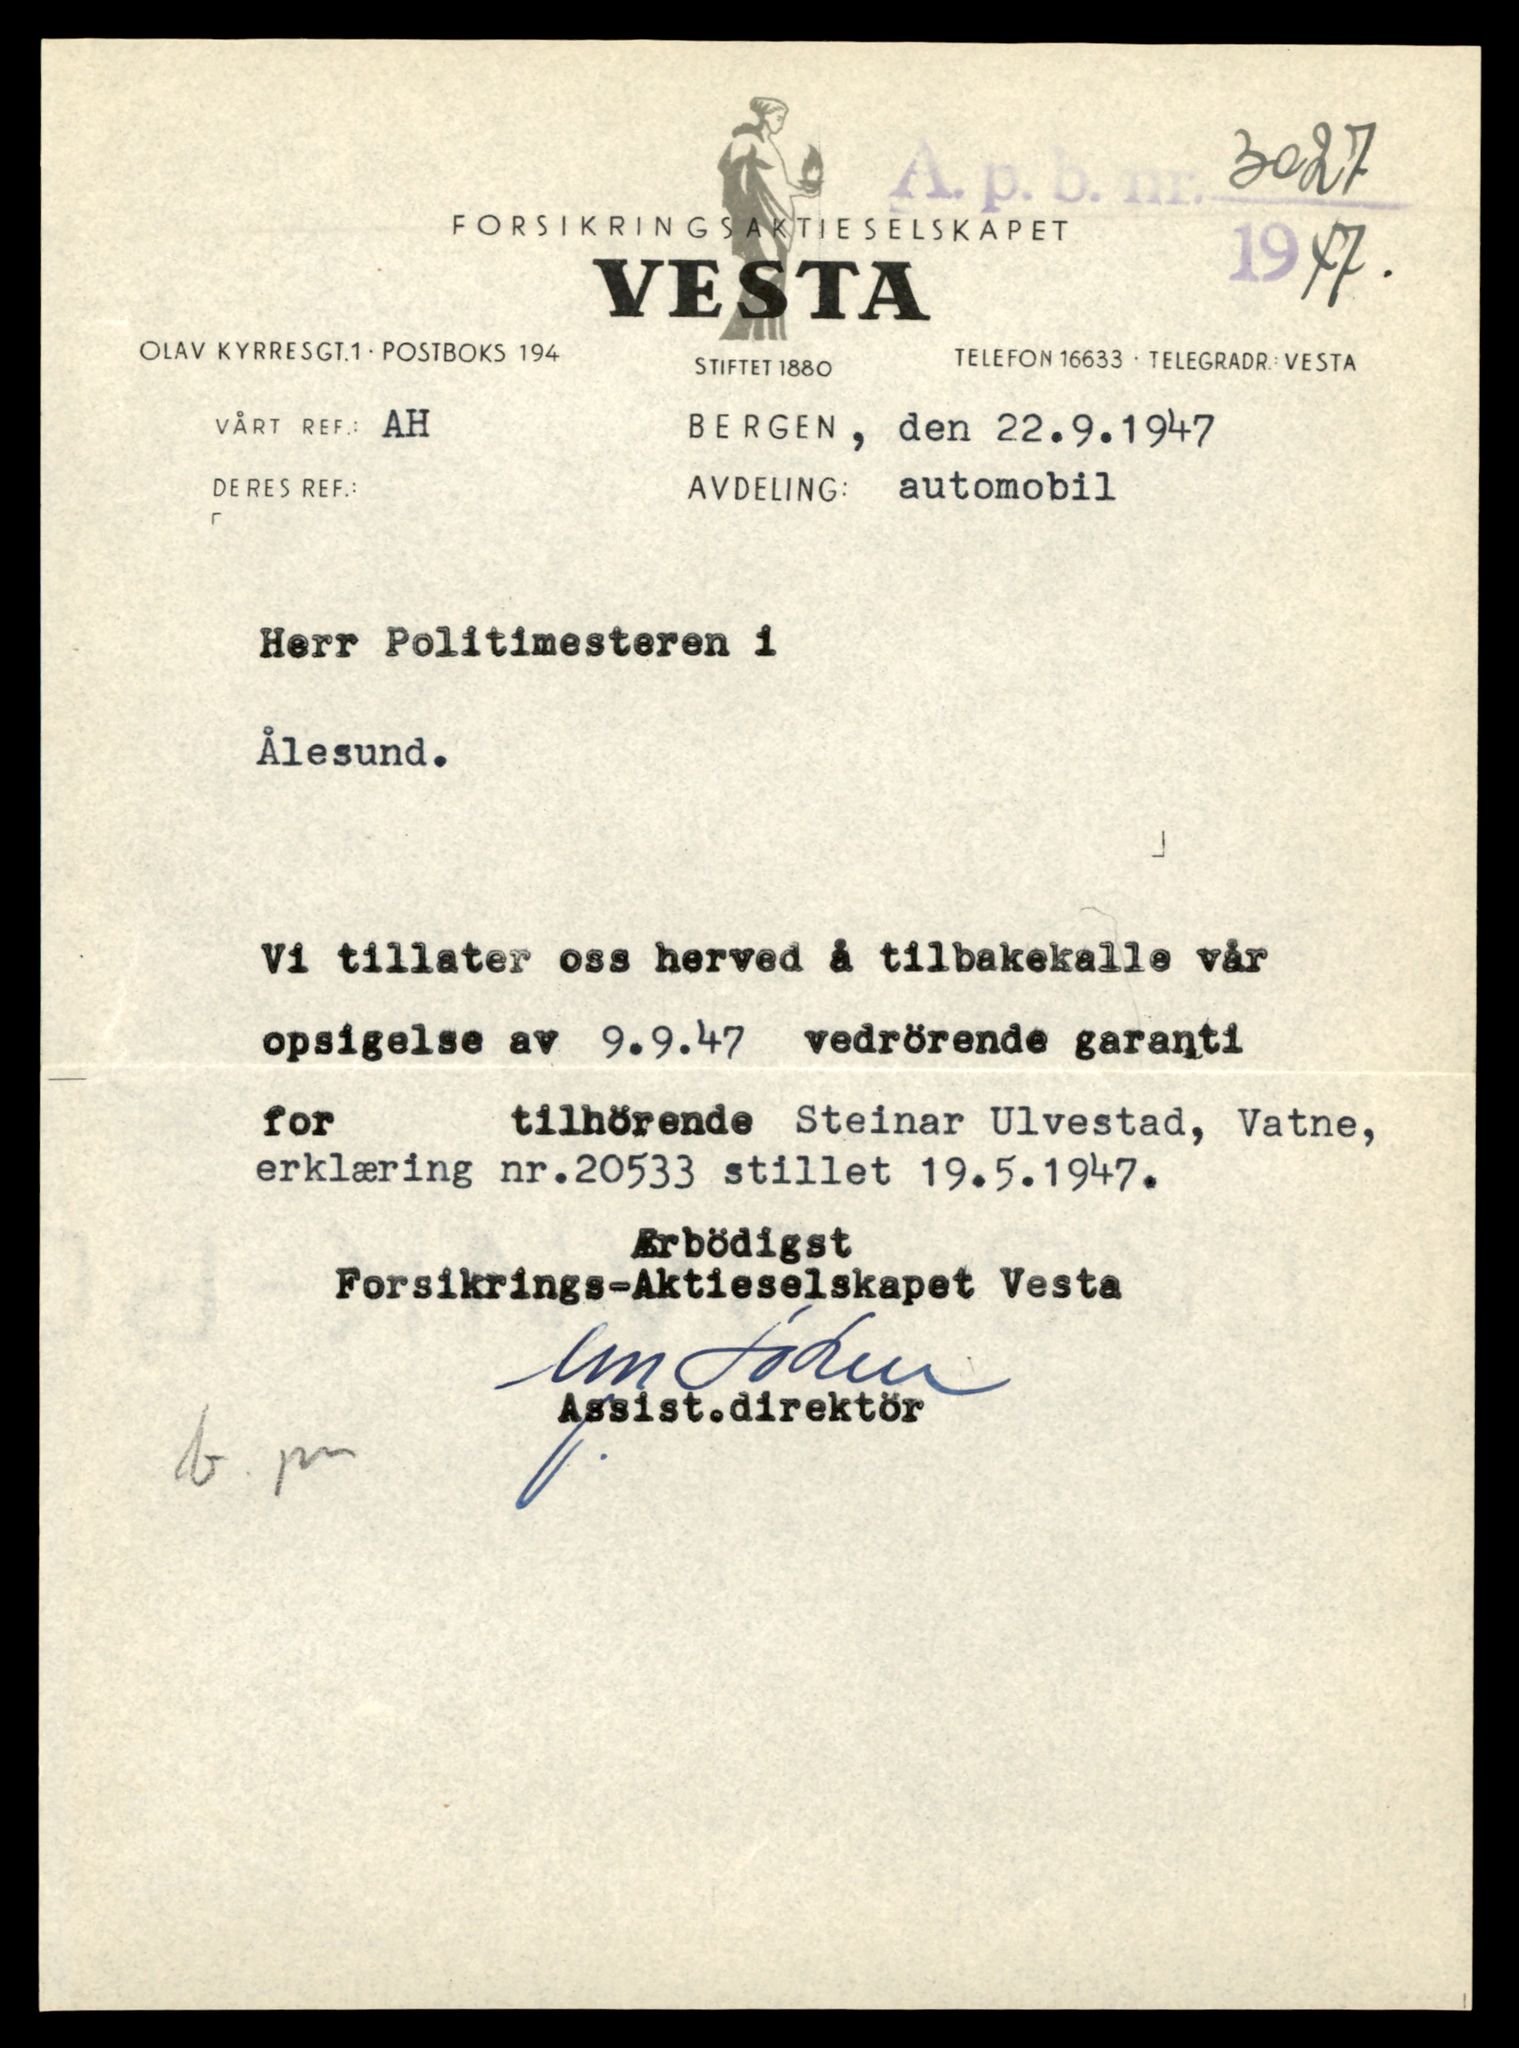 A. p. b. nr. 3027
1947.
FORSIKRINGSAKTIESELSKAPET
VESTA
OLAV KYRRESGT.1 · POSTBOKS 194
STIFTET 1880
TELEFON 16633 · TELEGRADR.: VESTA
VÅRT REF.: AH
BERGEN, den 22.9.1947
DERES REF.:
AVDELING: automobil
Herr Politimesteren i
Ålesund.
Vi tillater oss herved å tilbakekalle vår
opsigelse av 9.9.47 vedrörende garanti
for tilhörende Steinar Ulvestad, Vatne,
erklæring nr.20533 stillet 19.5.1947.
Ærbödigst
Forsikrings-Aktieselskapet Vesta
Assist.direktör